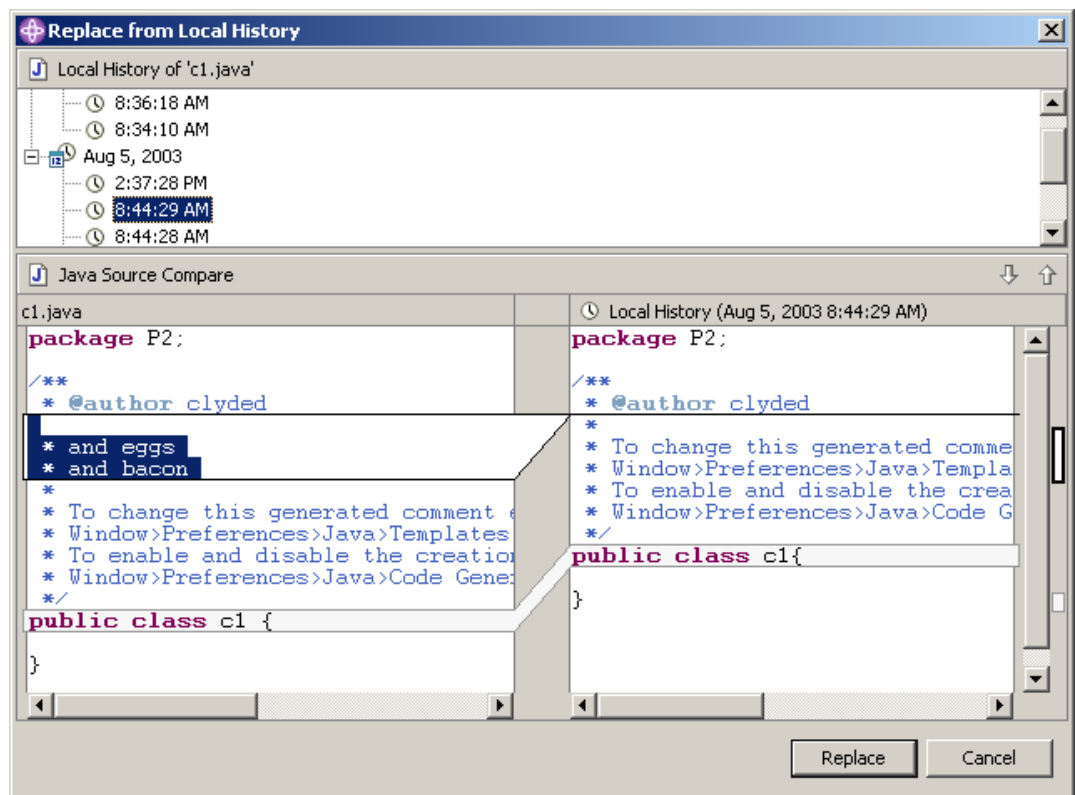 Replace from Local History
Local History of 'c1.java'
8:36:18 AM
8:34:10 AM
Aug 5, 2003
2:37:28 PM
8:44:29 AM
8:44:28 AM
Java Source Compare
c1.java
package P2;
/**
* @author clyded
* and eggs
* and bacon
*
* To change this generated comment
* Window>Preferences>Java>Templates
* To enable and disable the creation
* Window>Preferences>Java>Code Gene
*/
public class c1 {
}
Local History (Aug 5, 2003 8:44:29 AM)
package P2;
/**
* @author clyded
*
* To change this generated comme
* Window>Preferences>Java>Templa
* To enable and disable the crea
* Window>Preferences>Java>Code G
*/
public class c1{
}
Replace
Cancel